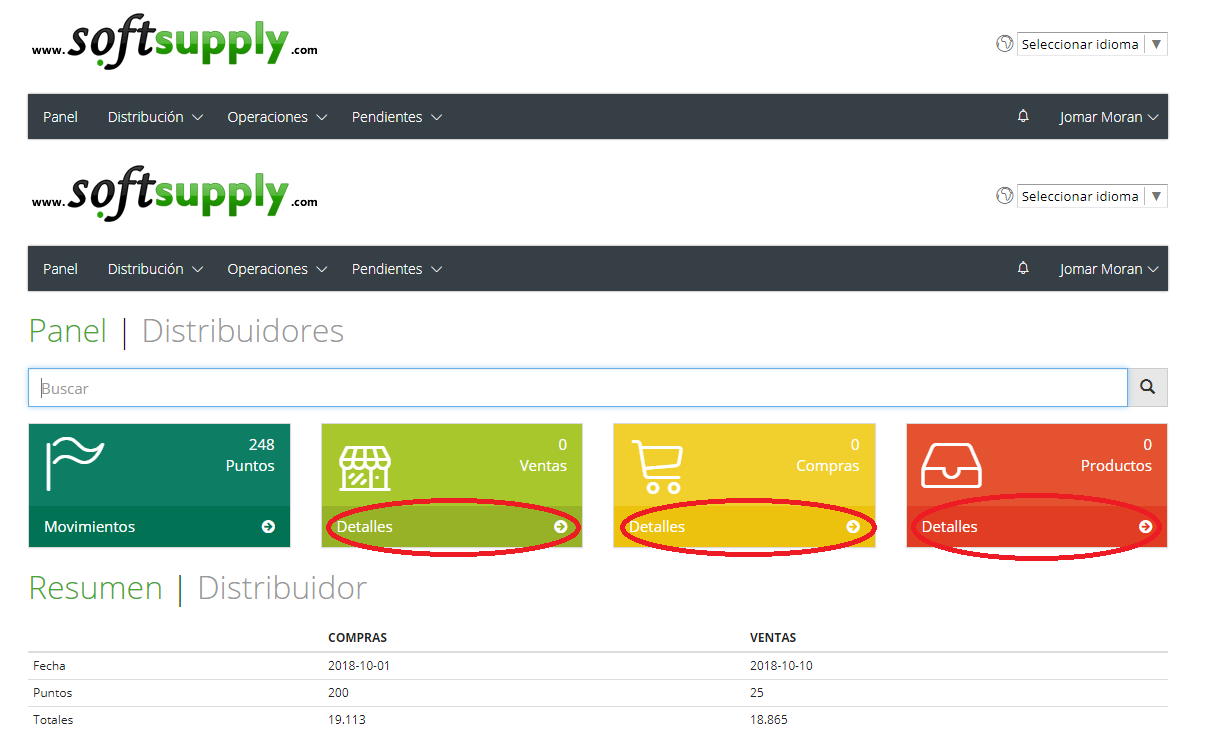 www.softsupply.com
Seleccionar idioma ▼
Panel Distribución Operaciones Pendientes Jomar Moran
www.softsupply.com
Seleccionar idioma ▼
Panel Distribución Operaciones Pendientes Jomar Moran
Panel | Distribuidores
Buscar
248 0 0 0
Puntos Ventas Compras Productos
Movimientos Detalles Detalles Detalles
Resumen | Distribuidor
COMPRAS VENTAS
Fecha 2018-10-01 2018-10-10
Puntos 200 25
Totales 19.113 18.865